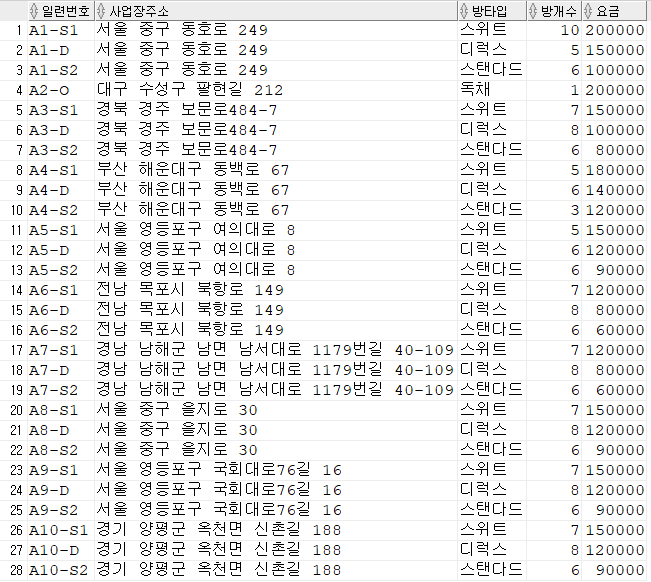 일련번호 사업장주소 방타입 방개수 요금
1 A1-S1 서울 중구 동호로 249 스위트 10 200000
2 A1-D 서울 중구 동호로 249 디럭스 5 150000
3 A1-S2 서울 중구 동호로 249 스탠다드 6 100000
4 A2-O 대구 수성구 팔현길 212 독채 1 200000
5 A3-S1 경북 경주 보문로484-7 스위트 7 150000
6 A3-D 경북 경주 보문로484-7 디럭스 8 100000
7 A3-S2 경북 경주 보문로484-7 스탠다드 6 80000
8 A4-S1 부산 해운대구 동백로 67 스위트 5 180000
9 A4-D 부산 해운대구 동백로 67 디럭스 6 140000
10 A4-S2 부산 해운대구 동백로 67 스탠다드 3 120000
11 A5-S1 서울 영등포구 여의대로 8 스위트 5 150000
12 A5-D 서울 영등포구 여의대로 8 디럭스 6 120000
13 A5-S2 서울 영등포구 여의대로 8 스탠다드 6 90000
14 A6-S1 전남 목포시 북항로 149 스위트 7 120000
15 A6-D 전남 목포시 북항로 149 디럭스 8 80000
16 A6-S2 전남 목포시 북항로 149 스탠다드 6 60000
17 A7-S1 경남 남해군 남면 남서대로 1179번길 40-109 스위트 7 120000
18 A7-D 경남 남해군 남면 남서대로 1179번길 40-109 디럭스 8 80000
19 A7-S2 경남 남해군 남면 남서대로 1179번길 40-109 스탠다드 6 60000
20 A8-S1 서울 중구 을지로 30 스위트 7 150000
21 A8-D 서울 중구 을지로 30 디럭스 8 120000
22 A8-S2 서울 중구 을지로 30 스탠다드 6 90000
23 A9-S1 서울 영등포구 국회대로76길 16 스위트 7 150000
24 A9-D 서울 영등포구 국회대로76길 16 디럭스 8 120000
25 A9-S2 서울 영등포구 국회대로76길 16 스탠다드 6 90000
26 A10-S1 경기 양평군 옥천면 신촌길 188 스위트 7 150000
27 A10-D 경기 양평군 옥천면 신촌길 188 디럭스 8 120000
28 A10-S2 경기 양평군 옥천면 신촌길 188 스탠다드 6 90000